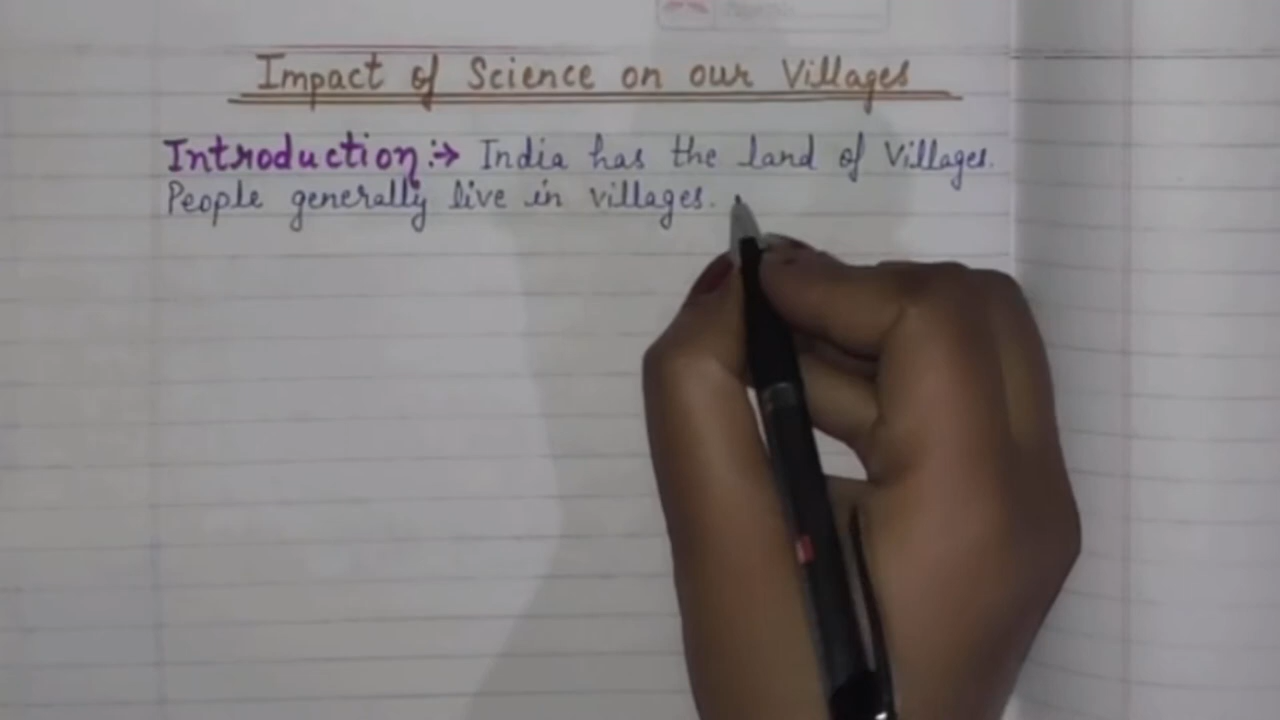 Impact of Science on our Villages
Introduction :→ India has the land of Villages.
People generally live in villages.